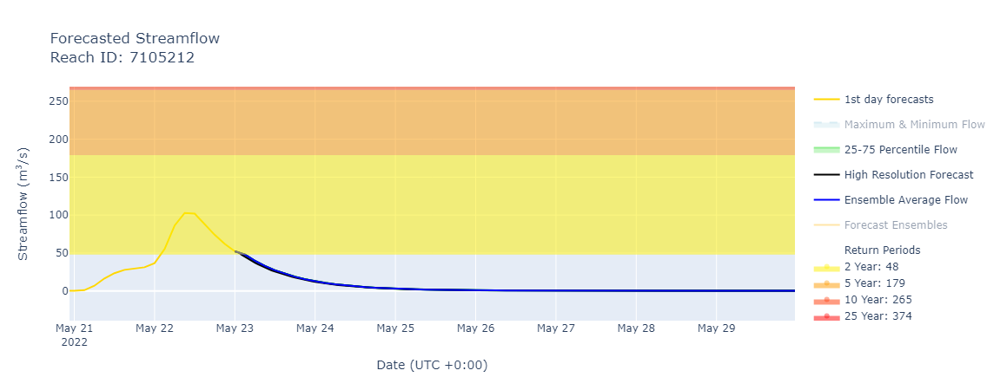 Forecasted Streamflow
Reach ID: 7105212
Streamflow (m³/s)
250
200
150
100
50
0
May 21
2022
May 22
May 23
May 24
May 25
May 26
May 27
May 28
May 29
Date (UTC +0:00)
1st day forecasts
Maximum & Minimum Flow
25-75 Percentile Flow
High Resolution Forecast
Ensemble Average Flow
Forecast Ensembles
Return Periods
2 Year: 48
5 Year: 179
10 Year: 265
25 Year: 374